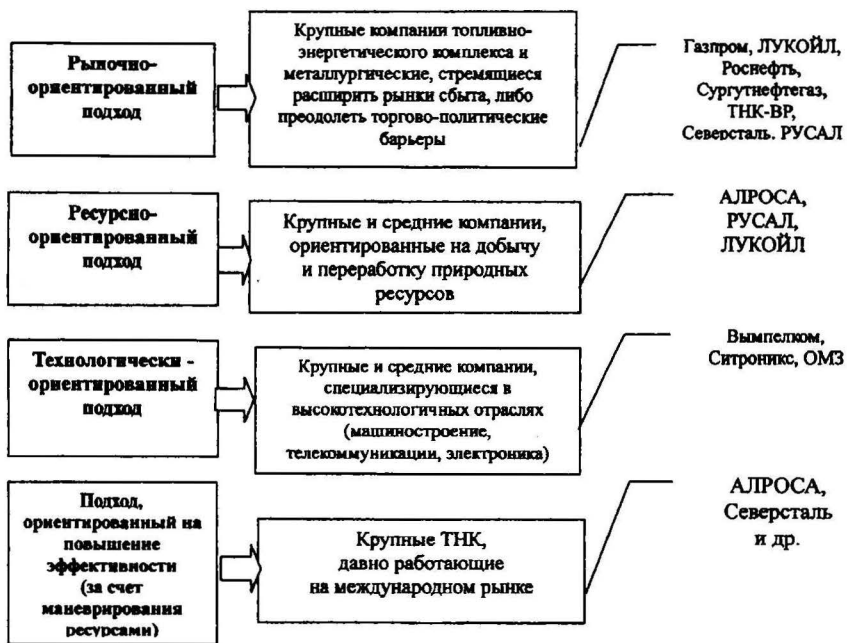 Рыночно-
ориентированный
подход
Крупные компании топливно-
энергетического комплекса и
металлургические, стремящиеся
расширить рынки сбыта, либо
преодолеть торгово-политические
барьеры
Газпром, ЛУКОЙЛ,
Роснефть,
Сургутнефтегаз,
ТНК-ВР,
Северсталь. РУСАЛ
Ресурсно-
ориентированный
подход
Крупные и средние компании,
ориентированные на добычу
и переработку природных
ресурсов
АЛРОСА,
РУСАЛ,
ЛУКОЙЛ
Технологически -
ориентированный
подход
Крупные и средние компании,
специализирующиеся в
высокотехнологичных отраслях
(машиностроение,
телекоммуникации, электроника)
Вымпелком,
Ситроникс, ОМЗ
Подход,
ориентированный на
повышение
эффективности
(за счет
маневрирования
ресурсами)
Крупные ТНК,
давно работающие
на международном рынке
АЛРОСА,
Северсталь
и др.